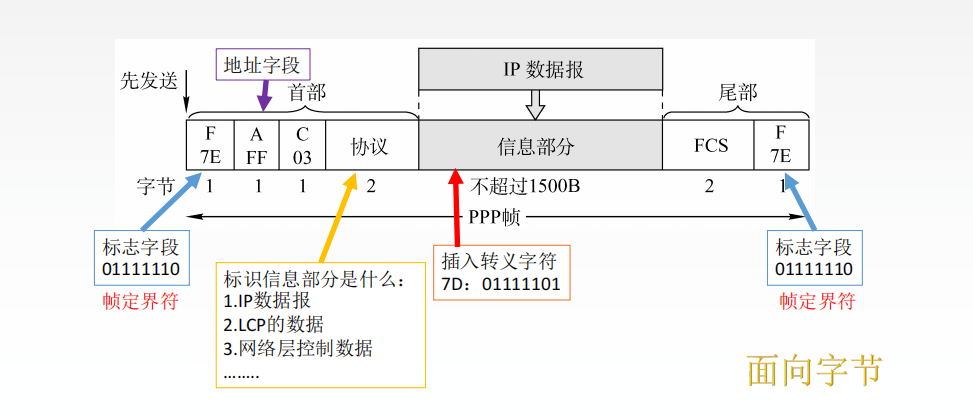 IP 数据报
地址字段
先发送
首部
尾部
F
7E
A
FF
C
03
协议
信息部分
FCS
F
7E
字节
1
1
1
2
不超过1500B
2
1
PPP帧
标志字段
01111110
帧定界符
标识信息部分是什么：
1.IP数据报
2.LCP的数据
3.网络层控制数据
……..
插入转义字符
7D：01111101
标志字段
01111110
帧定界符
面向字节